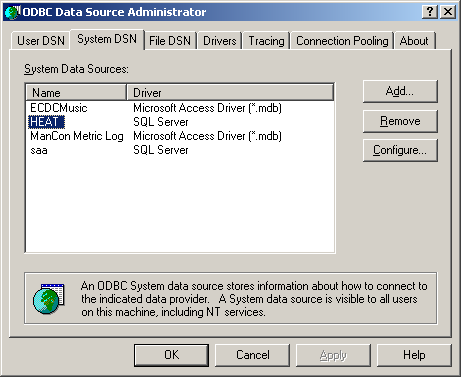 ODBC Data Source Administrator
User DSN System DSN File DSN Drivers Tracing Connection Pooling About
System Data Sources:
Name Driver
ECDCMusic Microsoft Access Driver (*.mdb)
HEAT SQL Server
ManCon Metric Log Microsoft Access Driver (*.mdb)
saa SQL Server
Add...
Remove
Configure...
An ODBC System data source stores information about how to connect to
the indicated data provider. A System data source is visible to all users
on this machine, including NT services.
OK Cancel Apply Help